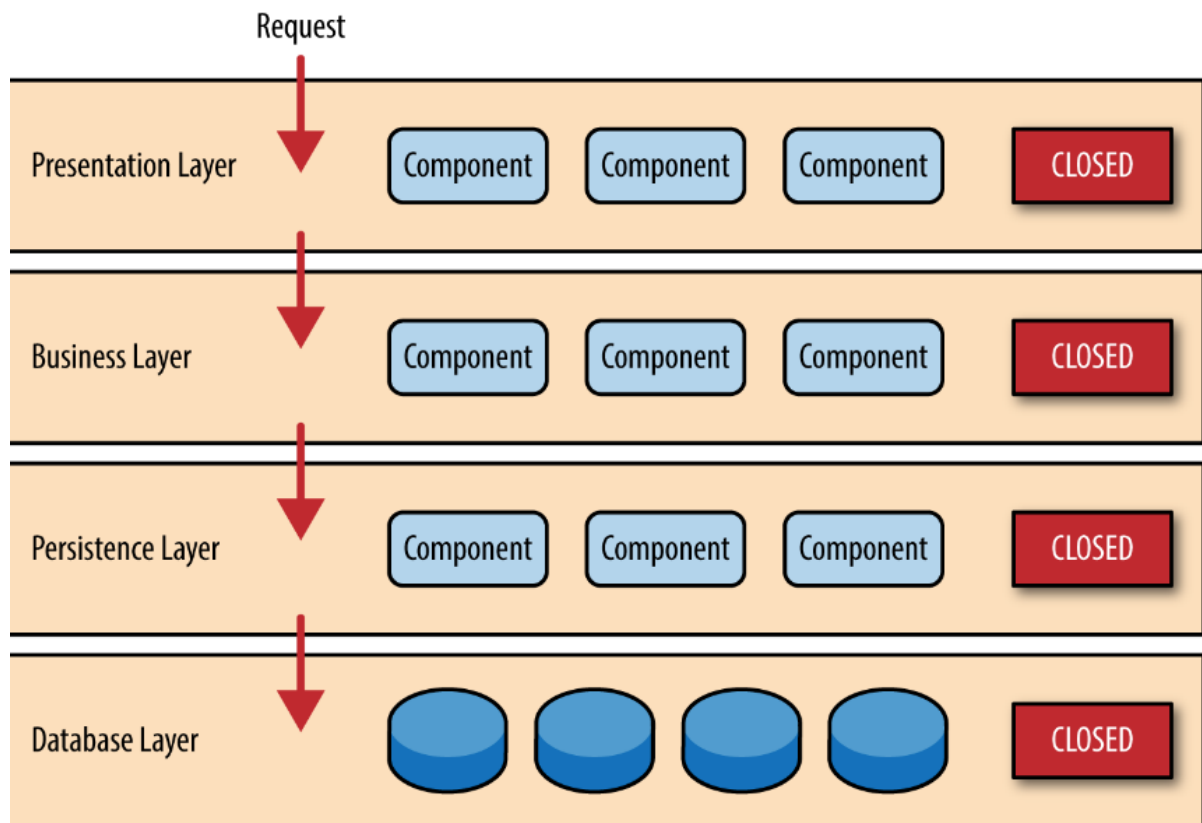 Request
Presentation Layer Component Component Component CLOSED
Business Layer Component Component Component CLOSED
Persistence Layer Component Component Component CLOSED
Database Layer CLOSED